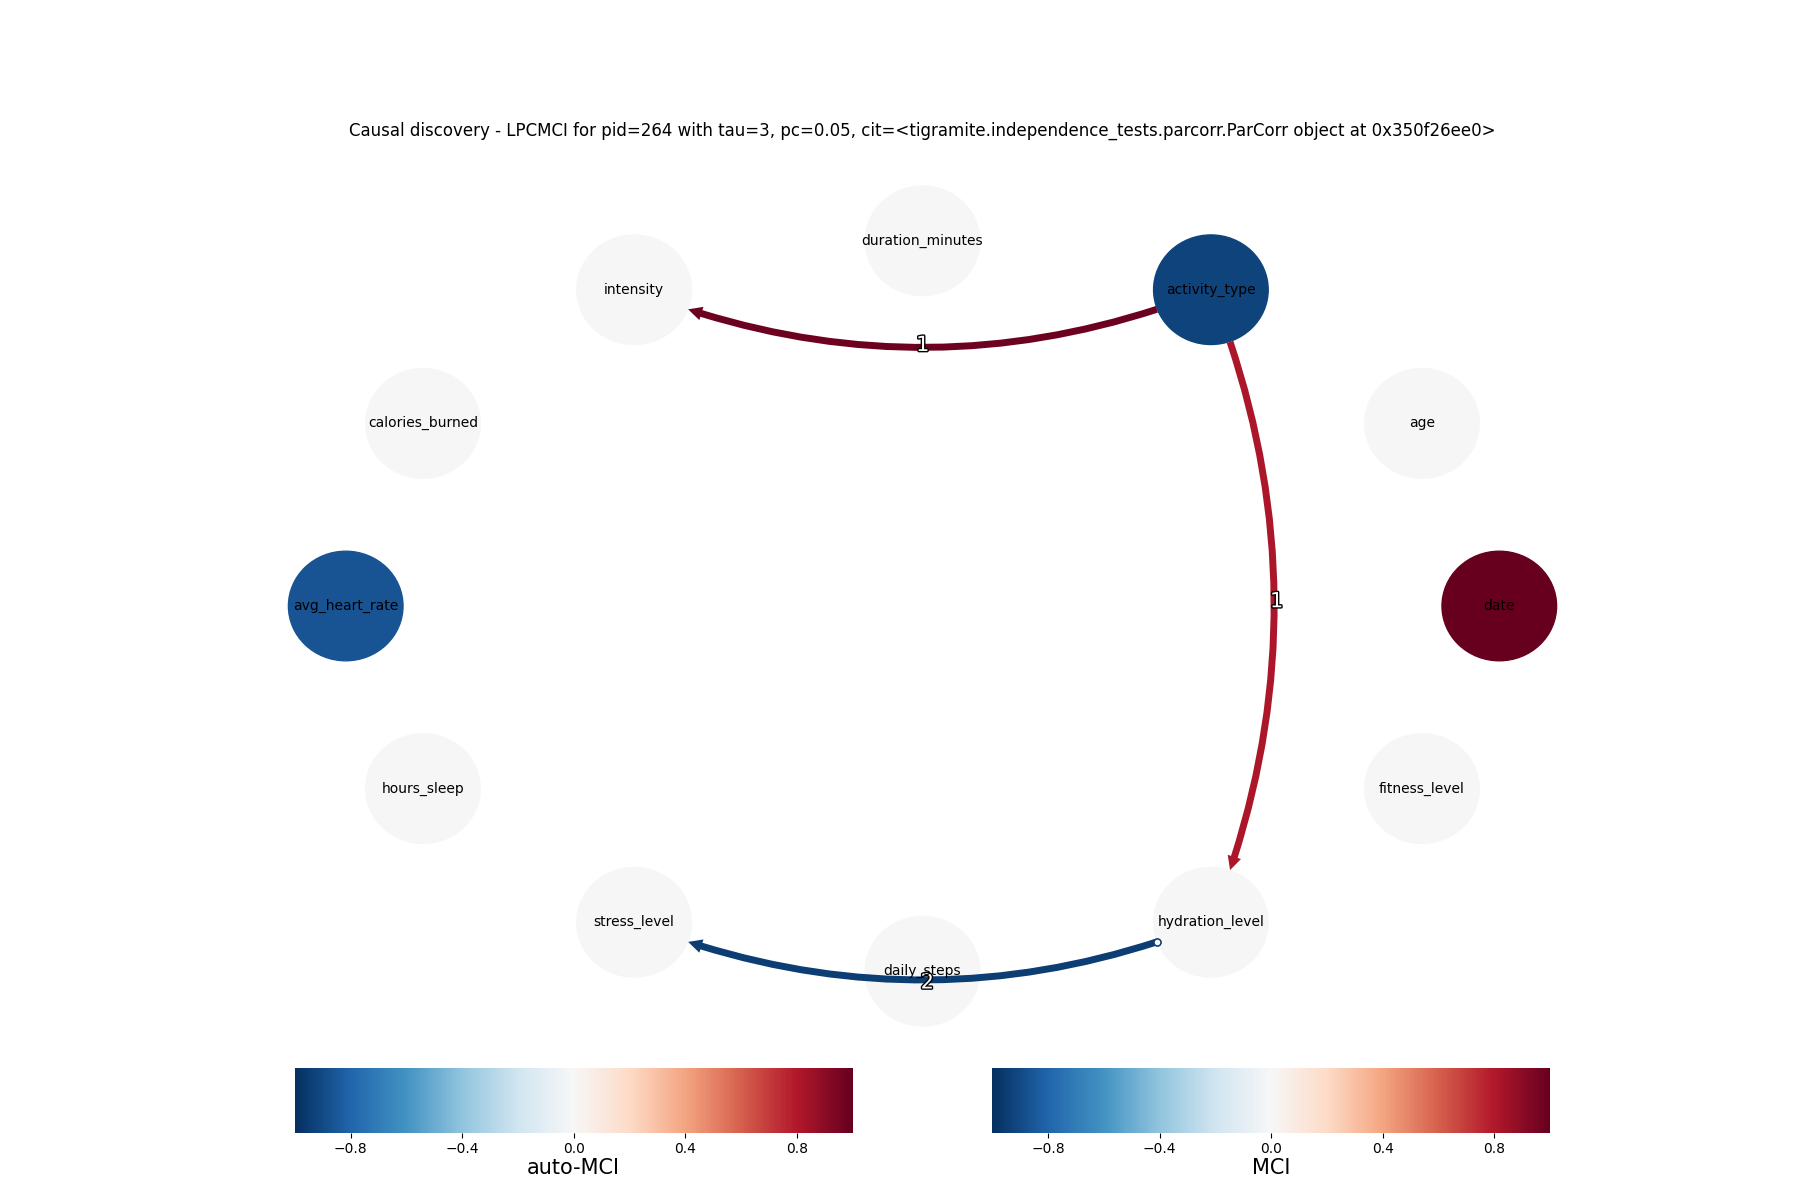 Causal discovery - LPCMCI for pid=264 with tau=3, pc=0.05, cit=<tigramite.independence_tests.parcorr.ParCorr object at 0x350f26ee0>
duration_minutes
intensity
activity_type
1
calories_burned
age
avg_heart_rate
1
date
hours_sleep
fitness_level
stress_level
hydration_level
daily_steps
2
−0.8 −0.4 0.0 0.4 0.8
auto-MCI
−0.8 −0.4 0.0 0.4 0.8
MCI